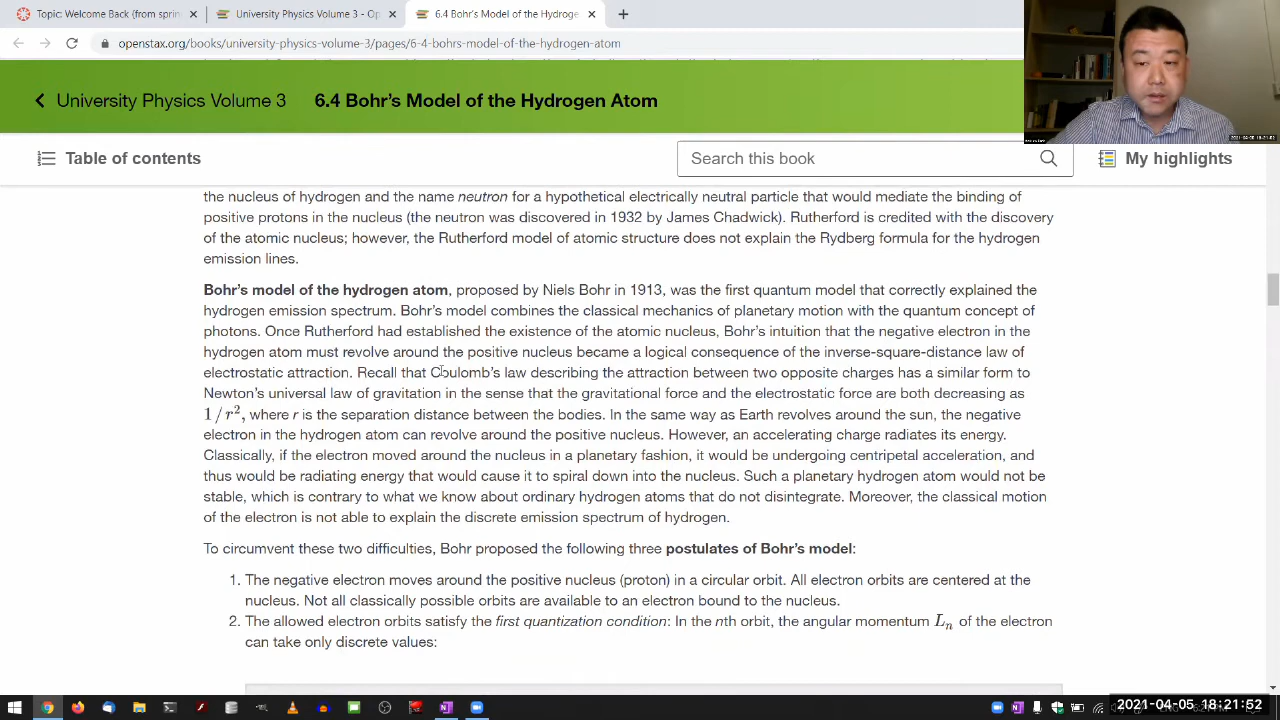 Topic: Welcome Back (from sprin
University Physics Volume 3 - Op
6.4 Bohr's Model of the Hydroge
openstax.org/books/university-physics-volume-3/pages/6-4-bohrs-model-of-the-hydrogen-atom
University Physics Volume 3 6.4 Bohr's Model of the Hydrogen Atom
Table of contents
Search this book
My highlights
the nucleus of hydrogen and the name neutron for a hypothetical electrically neutral particle that would mediate the binding of
positive protons in the nucleus (the neutron was discovered in 1932 by James Chadwick). Rutherford is credited with the discovery
of the atomic nucleus; however, the Rutherford model of atomic structure does not explain the Rydberg formula for the hydrogen
emission lines.
Bohr's model of the hydrogen atom, proposed by Niels Bohr in 1913, was the first quantum model that correctly explained the
hydrogen emission spectrum. Bohr's model combines the classical mechanics of planetary motion with the quantum concept of
photons. Once Rutherford had established the existence of the atomic nucleus, Bohr's intuition that the negative electron in the
hydrogen atom must revolve around the positive nucleus became a logical consequence of the inverse-square-distance law of
electrostatic attraction. Recall that Coulomb's law describing the attraction between two opposite charges has a similar form to
Newton's universal law of gravitation in the sense that the gravitational force and the electrostatic force are both decreasing as
1/r², where r is the separation distance between the bodies. In the same way as Earth revolves around the sun, the negative
electron in the hydrogen atom can revolve around the positive nucleus. However, an accelerating charge radiates its energy.
Classically, if the electron moved around the nucleus in a planetary fashion, it would be undergoing centripetal acceleration, and
thus would be radiating energy that would cause it to spiral down into the nucleus. Such a planetary hydrogen atom would not be
stable, which is contrary to what we know about ordinary hydrogen atoms that do not disintegrate. Moreover, the classical motion
of the electron is not able to explain the discrete emission spectrum of hydrogen.
To circumvent these two difficulties, Bohr proposed the following three postulates of Bohr's model:
1. The negative electron moves around the positive nucleus (proton) in a circular orbit. All electron orbits are centered at the
nucleus. Not all classically possible orbits are available to an electron bound to the nucleus.
2. The allowed electron orbits satisfy the first quantization condition: In the nth orbit, the angular momentum Lₙ of the electron
can take only discrete values:
2021-04-05 18:21:52